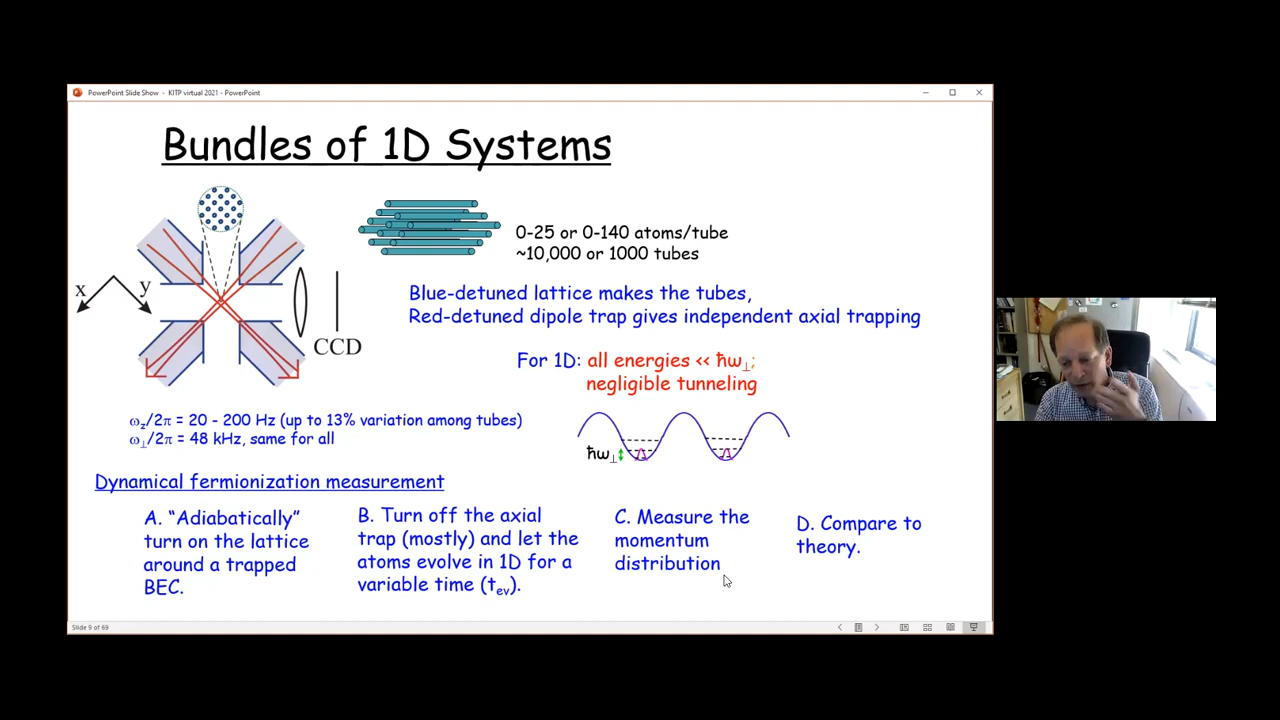 PowerPoint Slide Show - KITP virtual 2021 - PowerPoint
Bundles of 1D Systems
0-25 or 0-140 atoms/tube
~10,000 or 1000 tubes
x
y
CCD
Blue-detuned lattice makes the tubes,
Red-detuned dipole trap gives independent axial trapping
For 1D: all energies << ħω⊥;
negligible tunneling
ω_z/2π = 20 - 200 Hz (up to 13% variation among tubes)
ω⊥/2π = 48 kHz, same for all
ħω⊥
Dynamical fermionization measurement
A. “Adiabatically”
turn on the lattice
around a trapped
BEC.
B. Turn off the axial
trap (mostly) and let the
atoms evolve in 1D for a
variable time (t_ev).
C. Measure the
momentum
distribution
D. Compare to
theory.
Slide 9 of 69